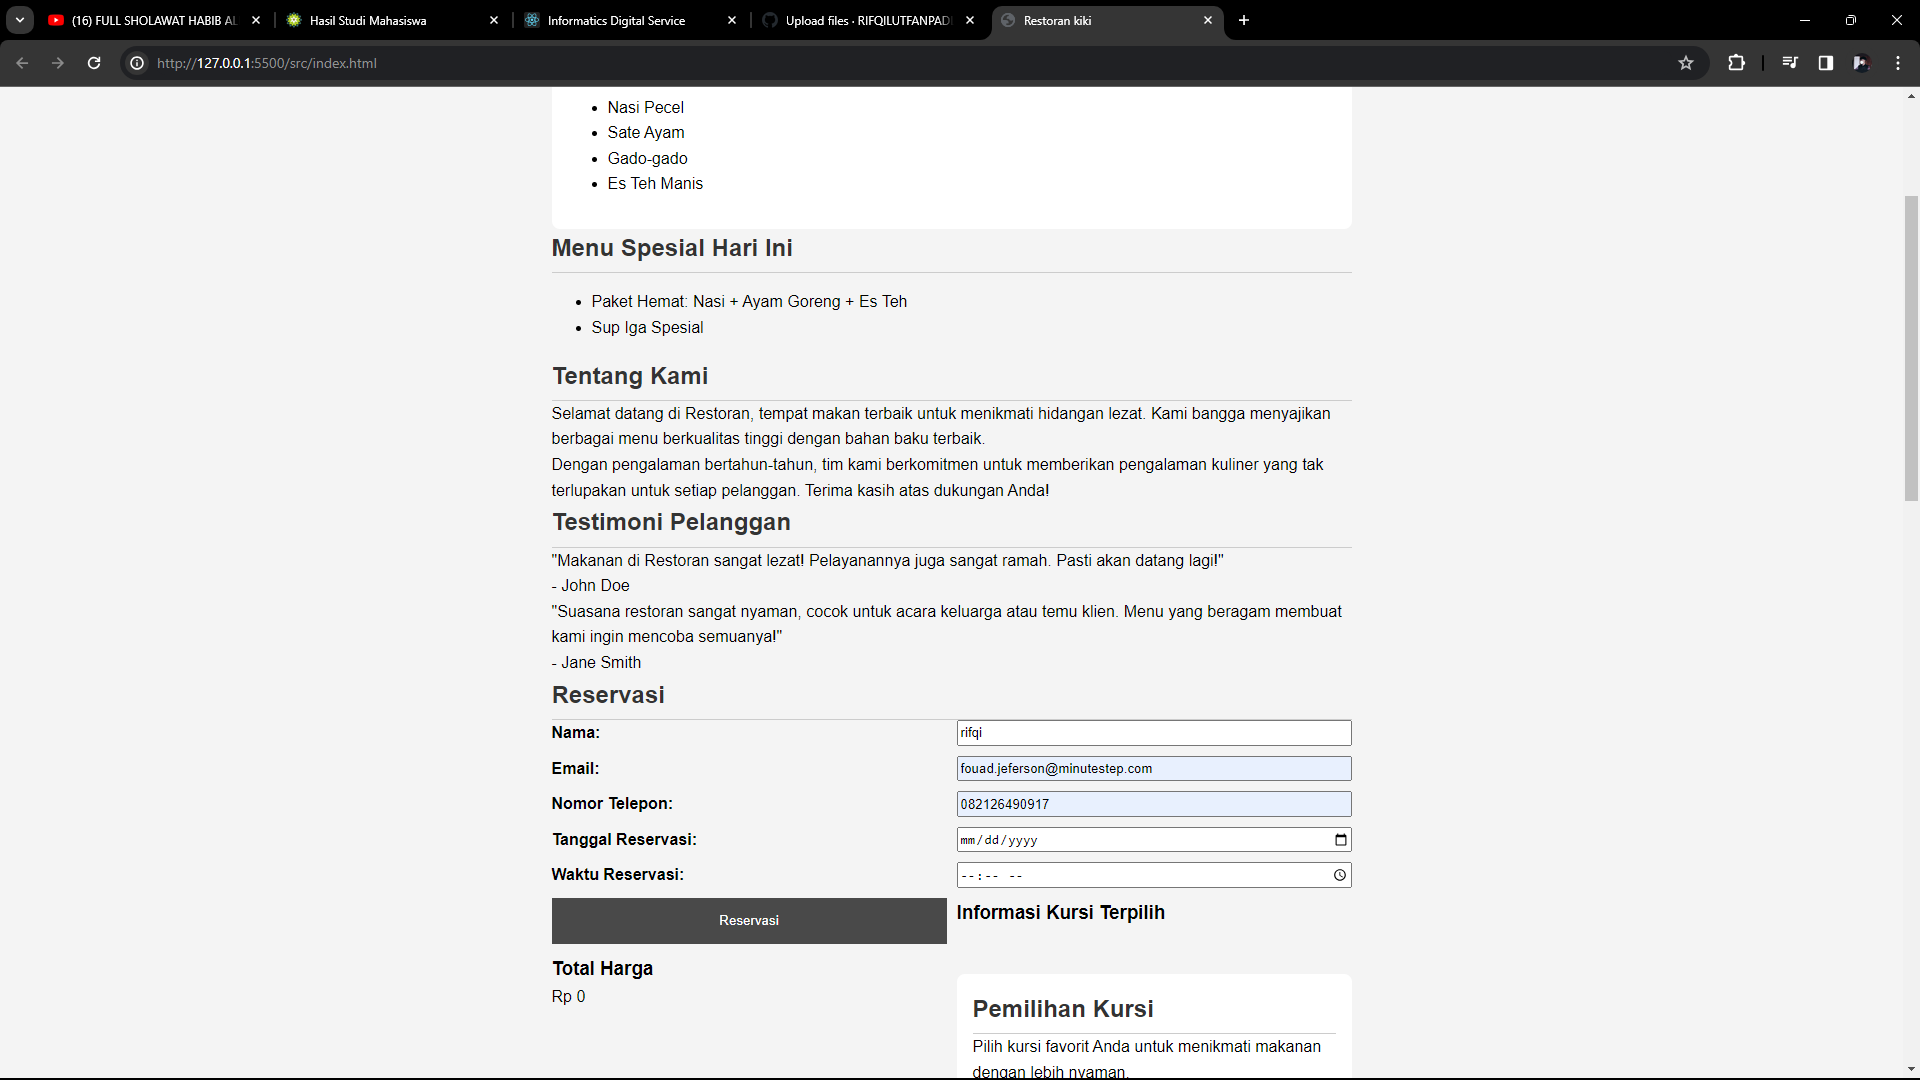 (16) FULL SHOLAWAT HABIB AL
Hasil Studi Mahasiswa
Informatics Digital Service
Upload files · RIFQILUTFANPAD
Restoran kiki
http://127.0.0.1:5500/src/index.html
Nasi Pecel
Sate Ayam
Gado-gado
Es Teh Manis
Menu Spesial Hari Ini
Paket Hemat: Nasi + Ayam Goreng + Es Teh
Sup Iga Spesial
Tentang Kami
Selamat datang di Restoran, tempat makan terbaik untuk menikmati hidangan lezat. Kami bangga menyajikan
berbagai menu berkualitas tinggi dengan bahan baku terbaik.
Dengan pengalaman bertahun-tahun, tim kami berkomitmen untuk memberikan pengalaman kuliner yang tak
terlupakan untuk setiap pelanggan. Terima kasih atas dukungan Anda!
Testimoni Pelanggan
"Makanan di Restoran sangat lezat! Pelayanannya juga sangat ramah. Pasti akan datang lagi!"
- John Doe
"Suasana restoran sangat nyaman, cocok untuk acara keluarga atau temu klien. Menu yang beragam membuat
kami ingin mencoba semuanya!"
- Jane Smith
Reservasi
Nama:
rifqi
Email:
fouad.jeferson@minutestep.com
Nomor Telepon:
082126490917
Tanggal Reservasi:
mm/dd/yyyy
Waktu Reservasi:
--:-- --
Reservasi
Informasi Kursi Terpilih
Total Harga
Rp 0
Pemilihan Kursi
Pilih kursi favorit Anda untuk menikmati makanan
dengan lebih nyaman.